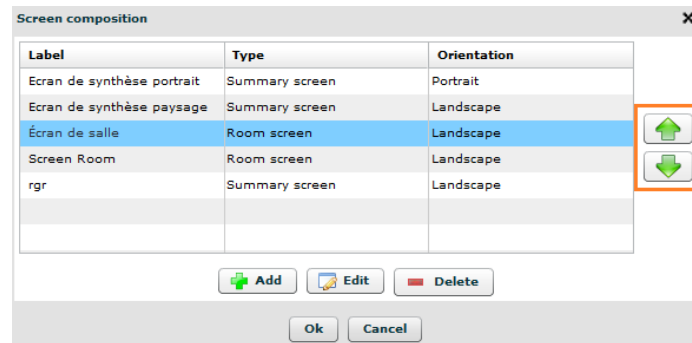 Screen composition
Label Type Orientation
Ecran de synthèse portrait Summary screen Portrait
Ecran de synthèse paysage Summary screen Landscape
Écran de salle Room screen Landscape
Screen Room Room screen Landscape
rgr Summary screen Landscape
Add Edit Delete
Ok Cancel